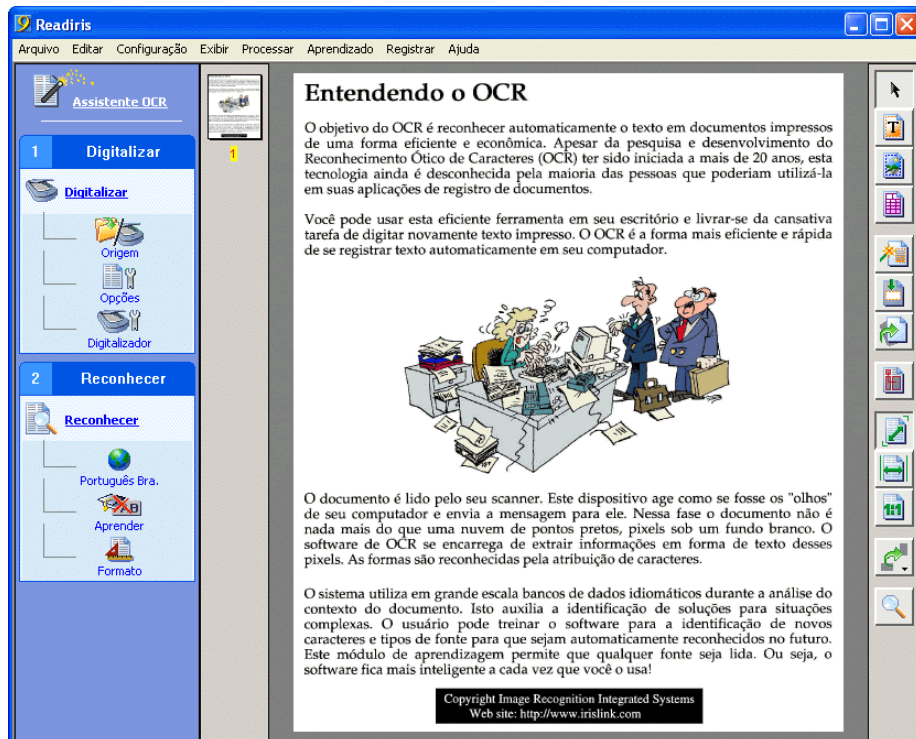 Readiris
Arquivo Editar Configuração Exibir Processar Aprendizado Registrar Ajuda
Assistente OCR
1 Digitalizar
Digitalizar
Origem
Opções
Digitalizador
2 Reconhecer
Reconhecer
Português Bra.
Aprender
Formato
1
Entendendo o OCR
O objetivo do OCR é reconhecer automaticamente o texto em documentos impressos
de uma forma eficiente e econômica. Apesar da pesquisa e desenvolvimento do
Reconhecimento Ótico de Caracteres (OCR) ter sido iniciada a mais de 20 anos, esta
tecnologia ainda é desconhecida pela maioria das pessoas que poderiam utilizá-la
em suas aplicações de registro de documentos.
Você pode usar esta eficiente ferramenta em seu escritório e livrar-se da cansativa
tarefa de digitar novamente texto impresso. O OCR é a forma mais eficiente e rápida
de se registrar texto automaticamente em seu computador.
O documento é lido pelo seu scanner. Este dispositivo age como se fosse os "olhos"
de seu computador e envia a mensagem para ele. Nessa fase o documento não é
nada mais do que uma nuvem de pontos pretos, pixels sob um fundo branco. O
software de OCR se encarrega de extrair informações em forma de texto desses
pixels. As formas são reconhecidas pela atribuição de caracteres.
O sistema utiliza em grande escala bancos de dados idiomáticos durante a análise do
contexto do documento. Isto auxilia a identificação de soluções para situações
complexas. O usuário pode treinar o software para a identificação de novos
caracteres e tipos de fonte para que sejam automaticamente reconhecidos no futuro.
Este módulo de aprendizagem permite que qualquer fonte seja lida. Ou seja, o
software fica mais inteligente a cada vez que você o usa!
Copyright Image Recognition Integrated Systems
Web site: http://www.irislink.com
T
1:1